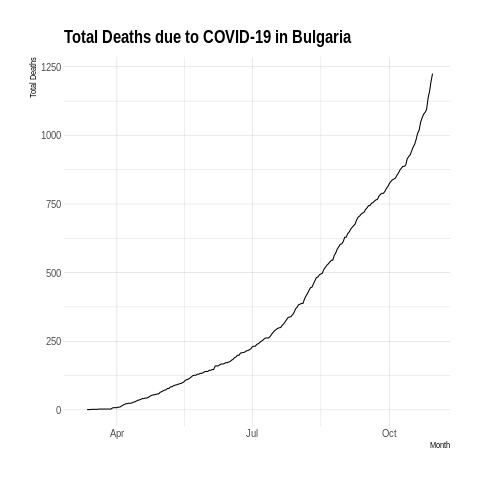 Total Deaths due to COVID-19 in Bulgaria
Total Deaths
1250
1000
750
500
250
0
Apr
Jul
Oct
Month